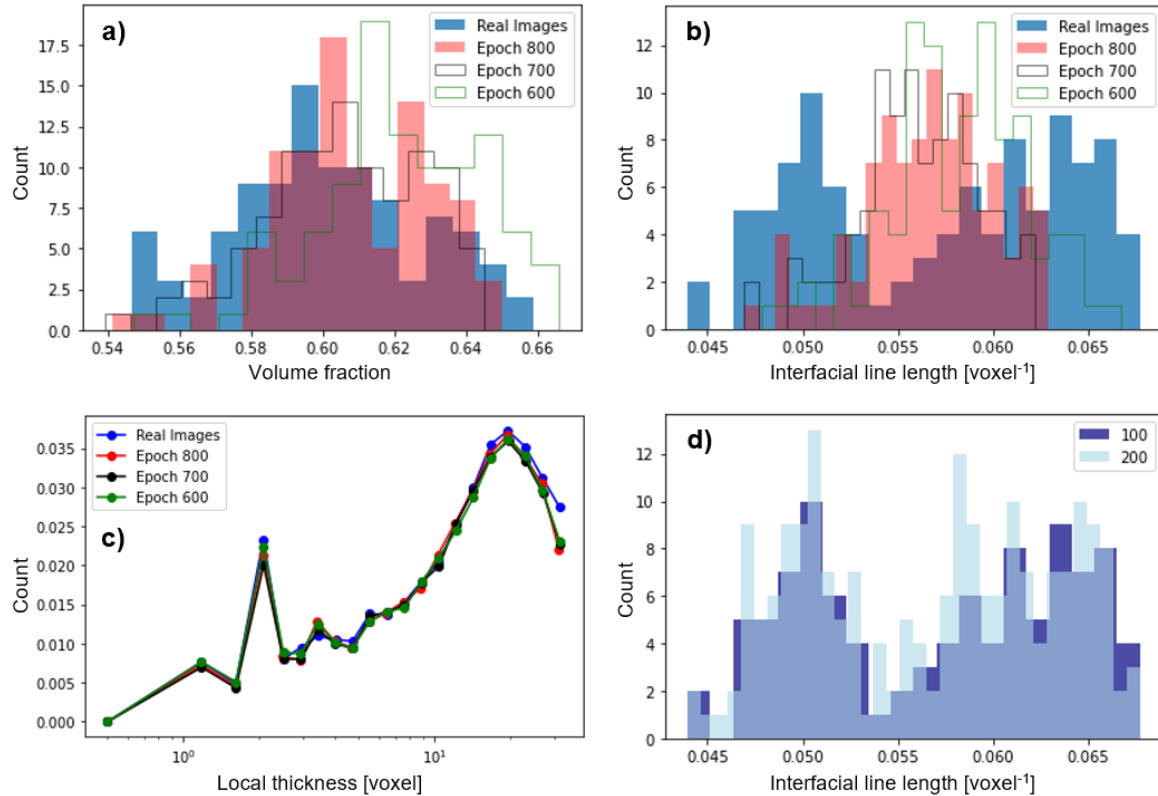 a)
Real Images
Epoch 800
Epoch 700
Epoch 600
Count
17.5
15.0
12.5
10.0
7.5
5.0
2.5
0.0
0.54
0.56
0.58
0.60
0.62
0.64
0.66
Volume fraction
b)
Real Images
Epoch 800
Epoch 700
Epoch 600
Count
12
10
8
6
4
2
0
0.045
0.050
0.055
0.060
0.065
Interfacial line length [voxel⁻¹]
c)
Real Images
Epoch 800
Epoch 700
Epoch 600
Count
0.035
0.030
0.025
0.020
0.015
0.010
0.005
0.000
10⁰
10¹
Local thickness [voxel]
d)
100
200
Count
12
10
8
6
4
2
0
0.045
0.050
0.055
0.060
0.065
Interfacial line length [voxel⁻¹]